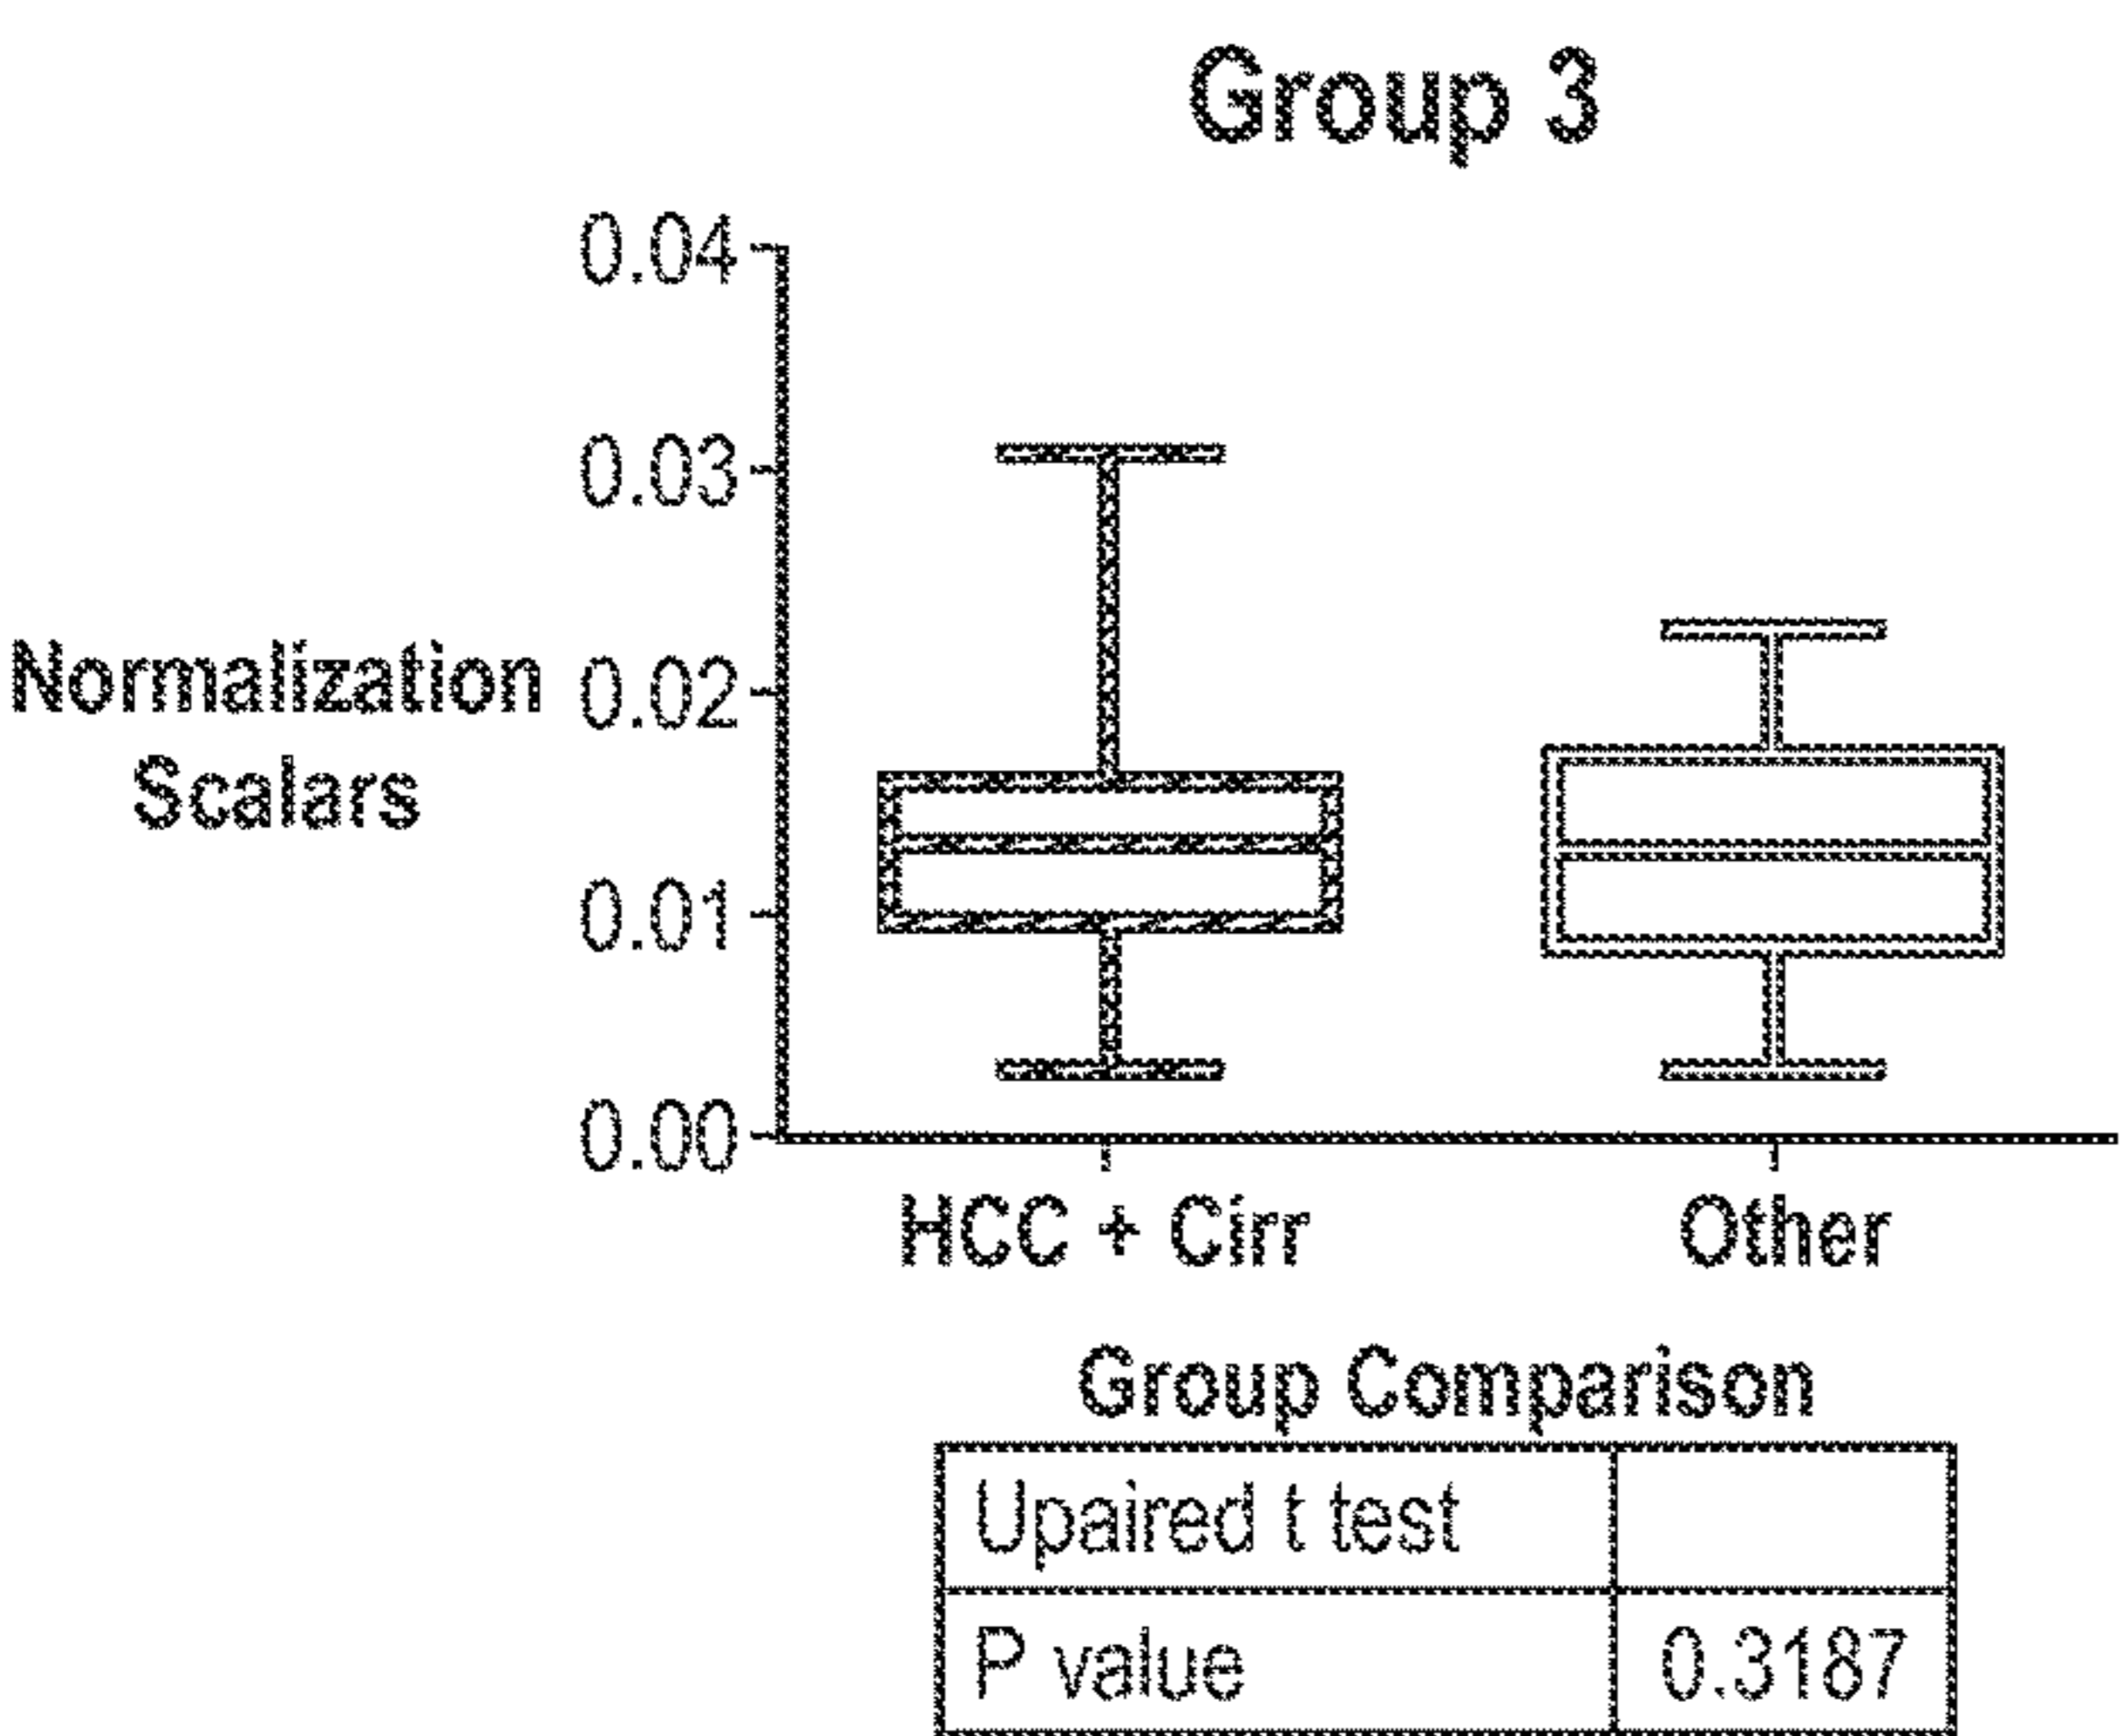 Group 3
0.04
0.03
Normalization
Scalars
0.02
0.01
0.00
HCC + Cirr
Other
Group Comparison
Upaired t test
P value 0.3187